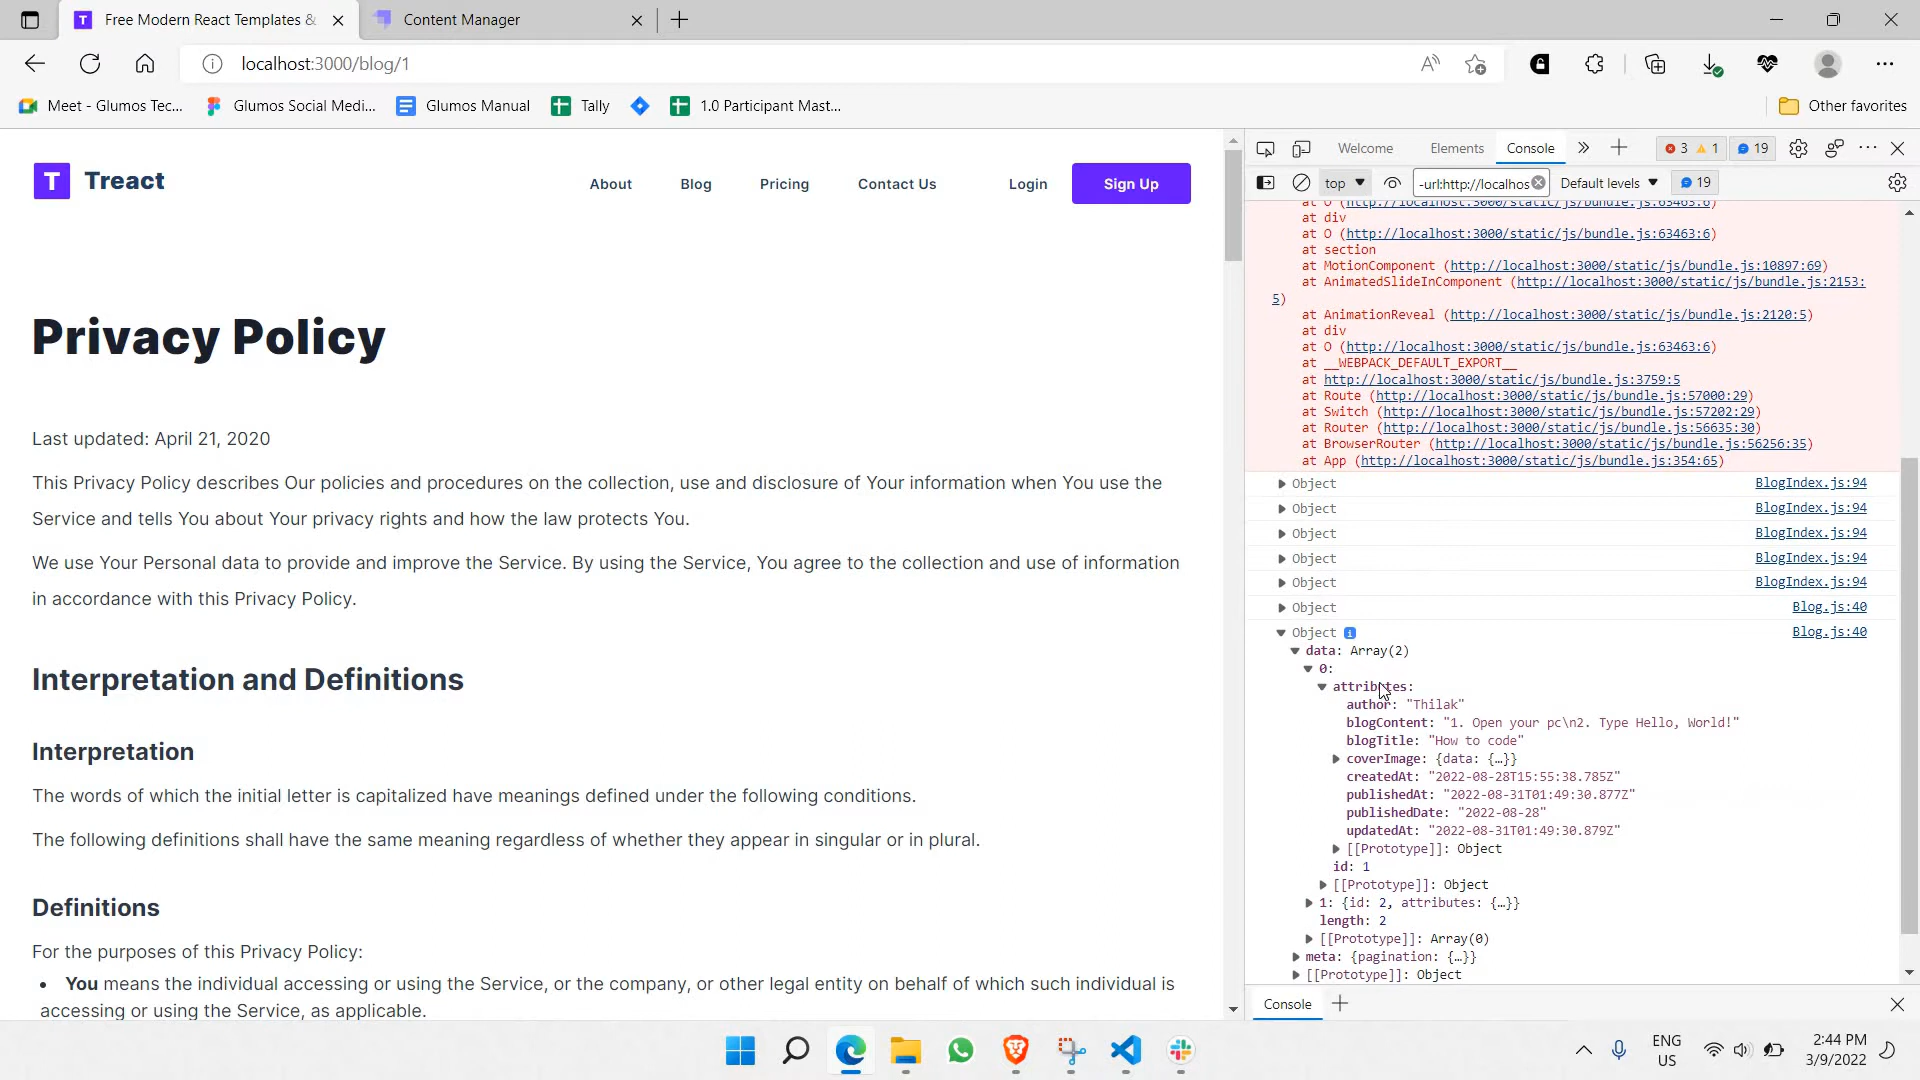 Free Modern React Templates &
Content Manager
localhost:3000/blog/1
Meet - Glumos Tec...
Glumos Social Medi...
Glumos Manual
Tally
1.0 Participant Mast...
Other favorites
T Treact
About
Blog
Pricing
Contact Us
Login
Sign Up
Privacy Policy
Last updated: April 21, 2020
This Privacy Policy describes Our policies and procedures on the collection, use and disclosure of Your information when You use the
Service and tells You about Your privacy rights and how the law protects You.
We use Your Personal data to provide and improve the Service. By using the Service, You agree to the collection and use of information
in accordance with this Privacy Policy.
Interpretation and Definitions
Interpretation
The words of which the initial letter is capitalized have meanings defined under the following conditions.
The following definitions shall have the same meaning regardless of whether they appear in singular or in plural.
Definitions
For the purposes of this Privacy Policy:
• You means the individual accessing or using the Service, or the company, or other legal entity on behalf of which such individual is
accessing or using the Service, as applicable.
Welcome
Elements
Console
3
1
19
top
-url:http://localhos
Default levels
19
at O (http://localhost:3000/static/js/bundle.js:63463:6)
at div
at O (http://localhost:3000/static/js/bundle.js:63463:6)
at section
at MotionComponent (http://localhost:3000/static/js/bundle.js:10897:69)
at AnimatedSlideInComponent (http://localhost:3000/static/js/bundle.js:2153:
5)
at AnimationReveal (http://localhost:3000/static/js/bundle.js:2120:5)
at div
at O (http://localhost:3000/static/js/bundle.js:63463:6)
at __WEBPACK_DEFAULT_EXPORT__
at http://localhost:3000/static/js/bundle.js:3759:5
at Route (http://localhost:3000/static/js/bundle.js:57000:29)
at Switch (http://localhost:3000/static/js/bundle.js:57202:29)
at Router (http://localhost:3000/static/js/bundle.js:56635:30)
at BrowserRouter (http://localhost:3000/static/js/bundle.js:56256:35)
at App (http://localhost:3000/static/js/bundle.js:354:65)
Object BlogIndex.js:94
Object BlogIndex.js:94
Object BlogIndex.js:94
Object BlogIndex.js:94
Object BlogIndex.js:94
Object Blog.js:40
Object i Blog.js:40
data: Array(2)
0:
attributes:
author: "Thilak"
blogContent: "1. Open your pc\n2. Type Hello, World!"
blogTitle: "How to code"
coverImage: {data: {…}}
createdAt: "2022-08-28T15:55:38.785Z"
publishedAt: "2022-08-31T01:49:30.877Z"
publishedDate: "2022-08-28"
updatedAt: "2022-08-31T01:49:30.879Z"
[[Prototype]]: Object
id: 1
[[Prototype]]: Object
1: {id: 2, attributes: {…}}
length: 2
[[Prototype]]: Array(0)
meta: {pagination: {…}}
[[Prototype]]: Object
Console
ENG
US
2:44 PM
3/9/2022